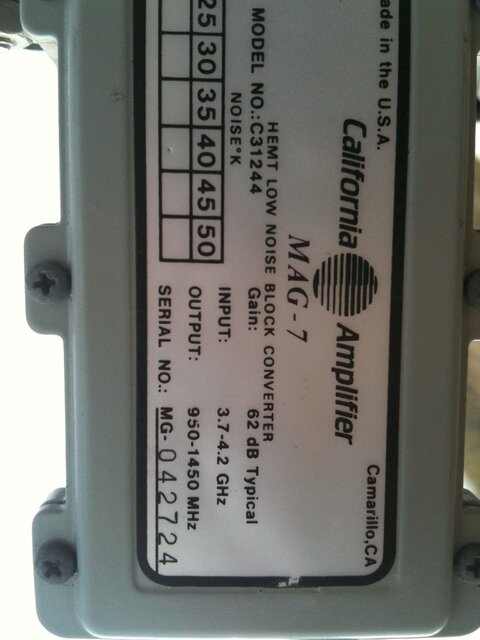 ade in the U.S.A.
Camarillo,CA
California Amplifier
MAG-7
HEMT LOW NOISE BLOCK CONVERTER
MODEL NO.:C31244
Gain: 62 dB Typical
NOISE°K
INPUT: 3.7-4.2 GHz
25 30 35 40 45 50
OUTPUT: 950-1450 MHz
SERIAL NO.: MG-042724